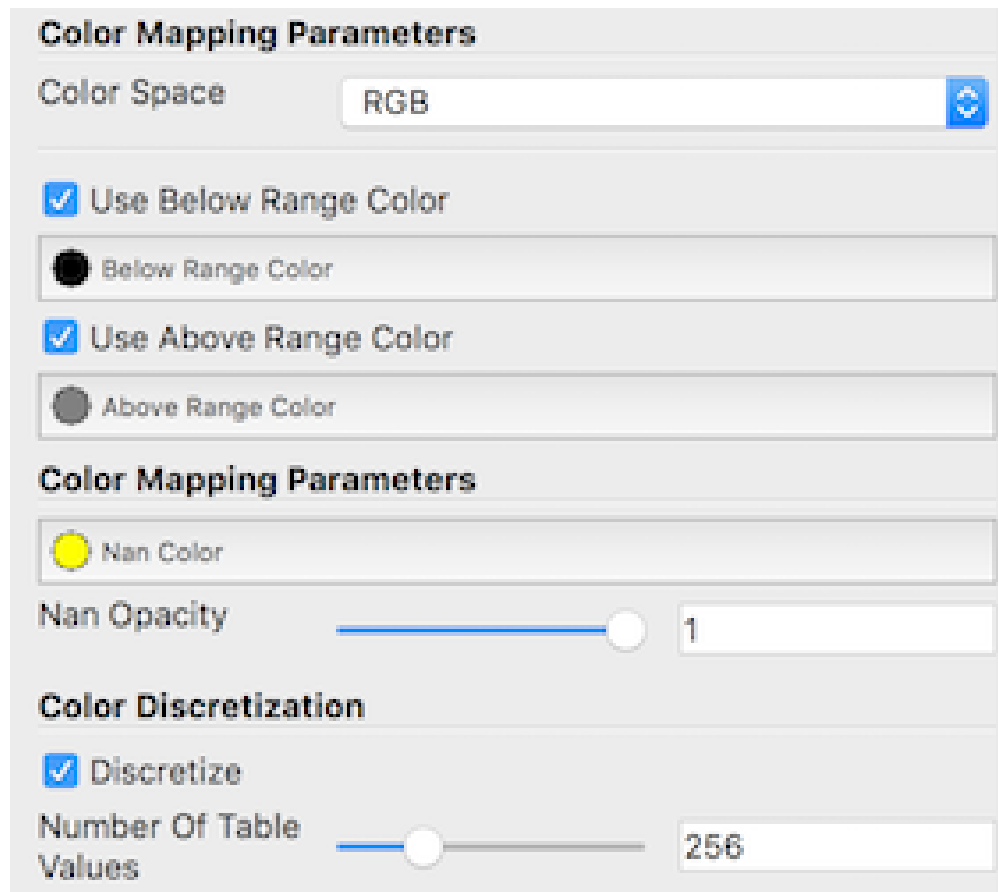 Color Mapping Parameters
Color Space RGB
Use Below Range Color
Below Range Color
Use Above Range Color
Above Range Color
Color Mapping Parameters
Nan Color
Nan Opacity 1
Color Discretization
Discretize
Number Of Table
Values 256